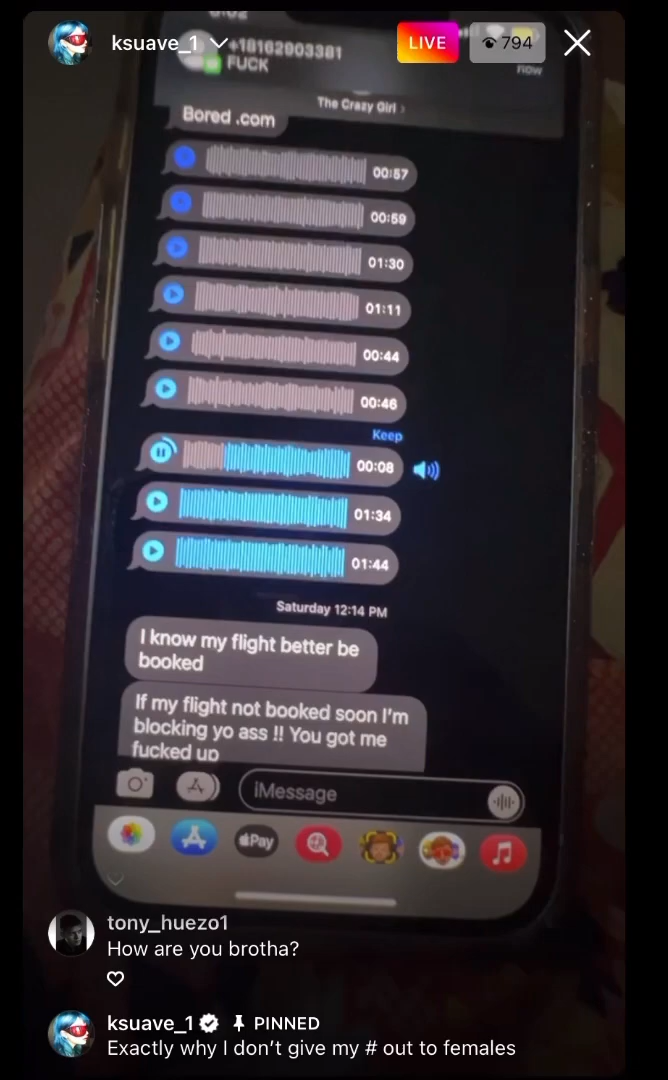 ksuave_1
LIVE
794
+18162903381
FUCK
now
The Crazy Girl
Bored .com
00:57
00:59
01:30
01:11
00:44
00:46
Keep
00:08
01:34
01:44
Saturday 12:14 PM
I know my flight better be
booked
If my flight not booked soon I'm
blocking yo ass !! You got me
fucked up
iMessage
Pay
tony_huezo1
How are you brotha?
ksuave_1 PINNED
Exactly why I don't give my # out to females